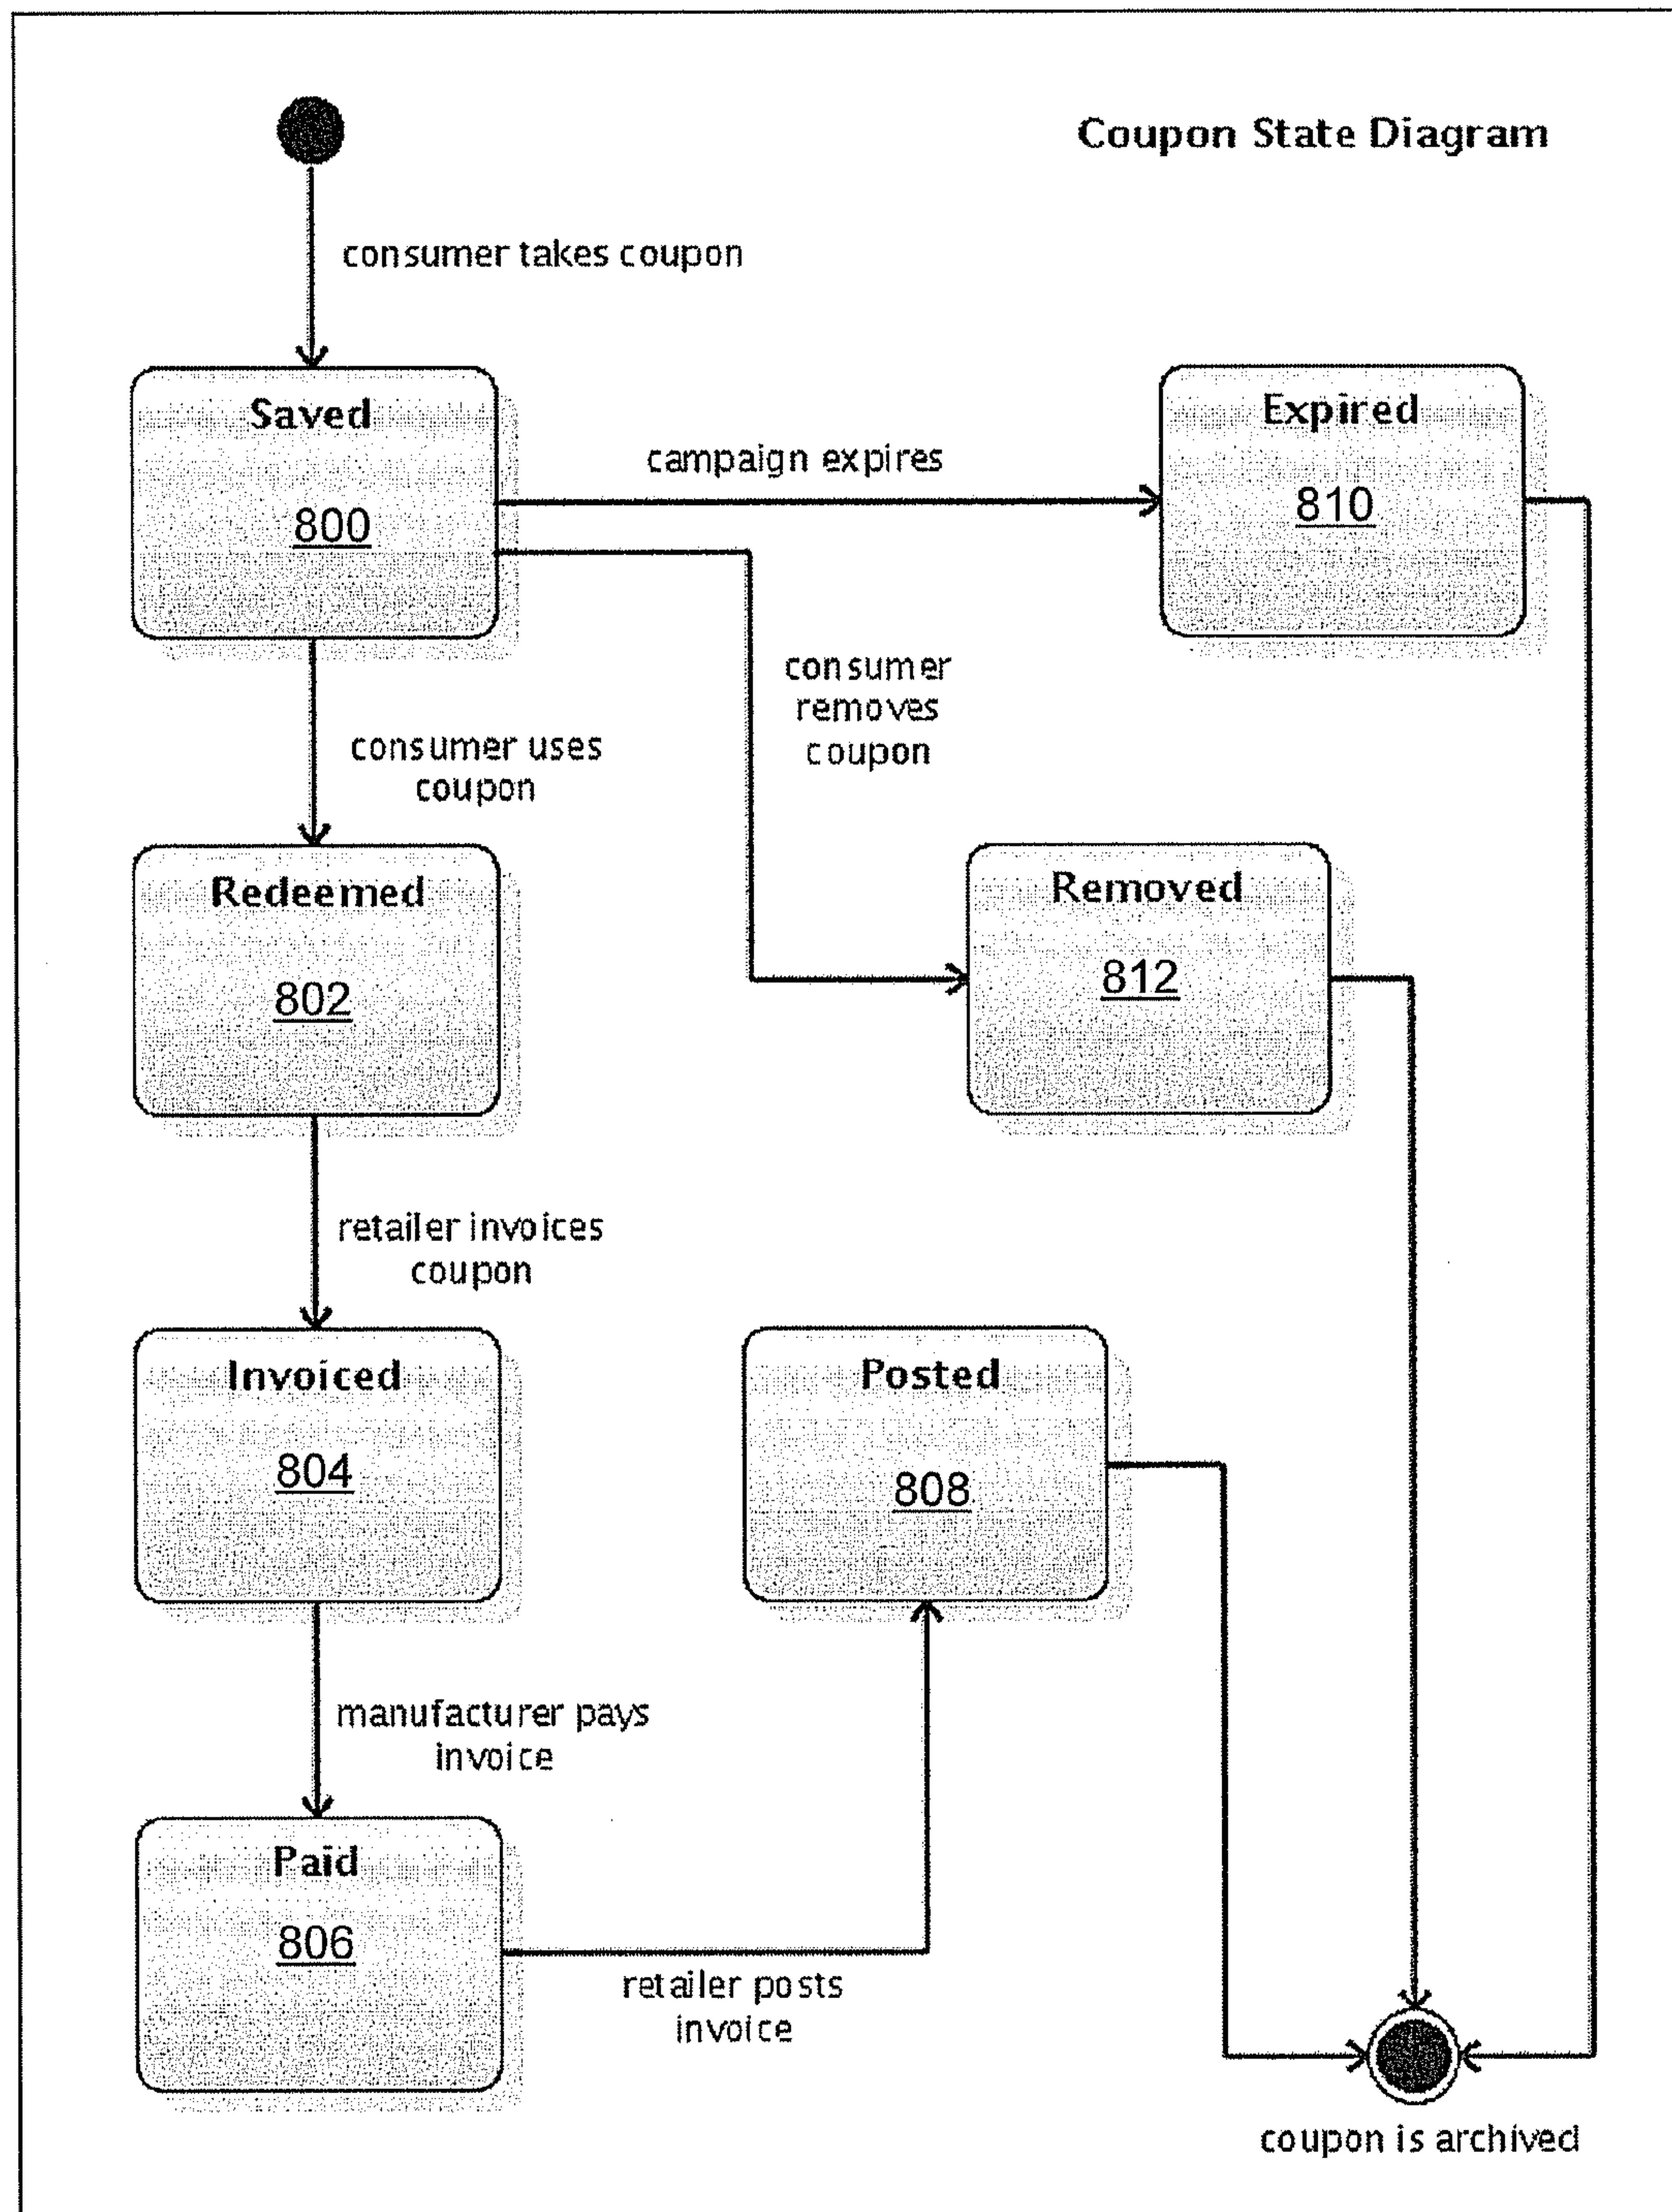 Coupon State Diagram
consumer takes coupon
Saved
800
campaign expires
Expired
810
consumer
removes
coupon
consumer uses
coupon
Redeemed
802
Removed
812
retailer invoices
coupon
Invoiced
804
Posted
808
manufacturer pays
invoice
Paid
806
retailer posts
invoice
coupon is archived